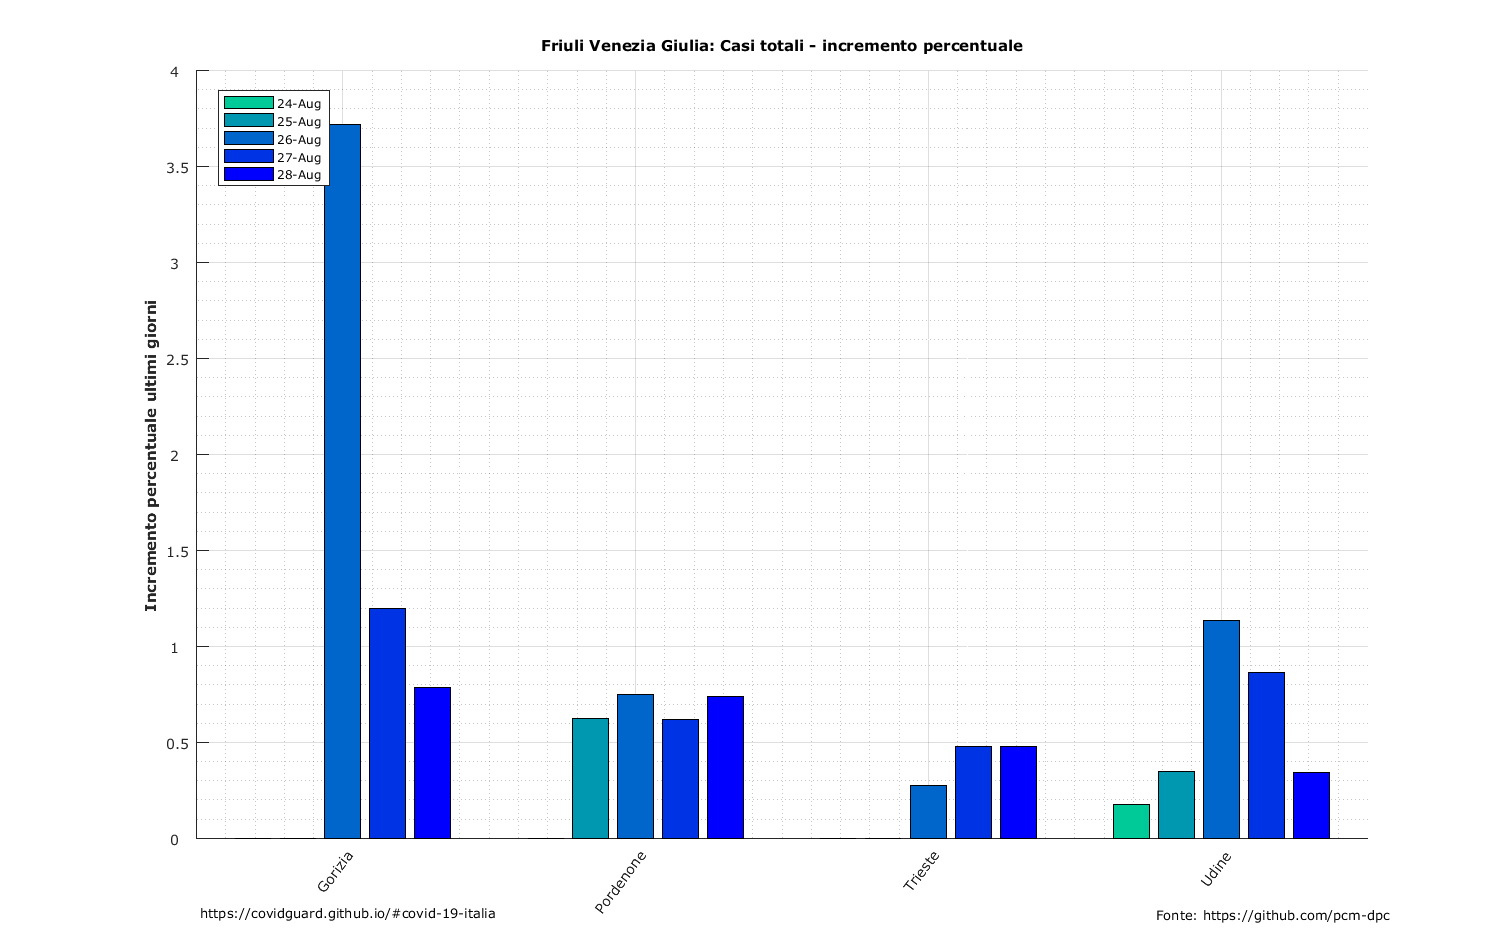 Friuli Venezia Giulia: Casi totali - incremento percentuale
4
3.5
3
2.5
2
1.5
1
0.5
0
Incremento percentuale ultimi giorni
24-Aug
25-Aug
26-Aug
27-Aug
28-Aug
Gorizia
Pordenone
Trieste
Udine
https://covidguard.github.io/#covid-19-italia
Fonte: https://github.com/pcm-dpc